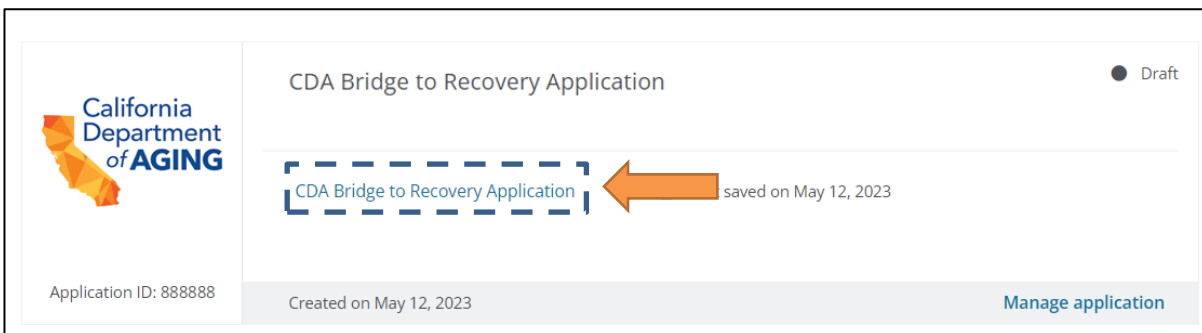 California
Department
of AGING
Application ID: 888888
CDA Bridge to Recovery Application
Draft
CDA Bridge to Recovery Application
saved on May 12, 2023
Created on May 12, 2023
Manage application